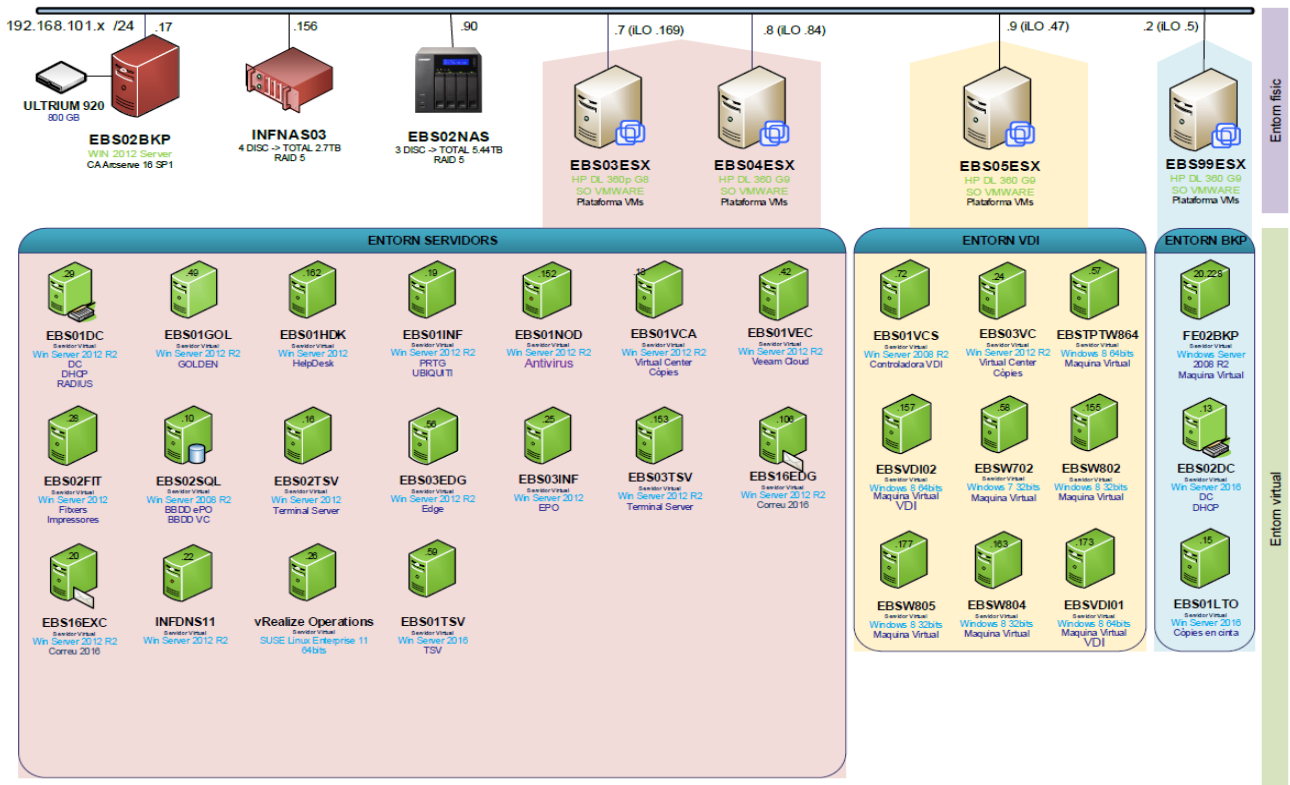 192.168.101.x /24
.17
.156
.90
.7 (iLO .169)
.8 (iLO .84)
.9 (iLO .47)
.2 (iLO .5)
ULTRIUM 920
800 GB
EBS02BKP
WIN 2012 Server
CA Arcserve 16 SP1
INFNAS03
4 DISC -> TOTAL 2.7TB
RAID 5
EBS02NAS
3 DISC -> TOTAL 5.44TB
RAID 5
EBS03ESX
HP DL 360p G8
SO VMWARE
Plataforma VMs
EBS04ESX
HP DL 360 G9
SO VMWARE
Plataforma VMs
EBS05ESX
HP DL 360 G9
SO VMWARE
Plataforma VMs
EBS99ESX
HP DL 360 G9
SO VMWARE
Plataforma VMs
Entorn físic
ENTORN SERVIDORS
.29
EBS01DC
Servidor Virtual
Win Server 2012 R2
DC
DHCP
RADIUS
.49
EBS01GOL
Servidor Virtual
Win Server 2012 R2
GOLDEN
.162
EBS01HDK
Servidor Virtual
Win Server 2012
HelpDesk
.19
EBS01INF
Servidor Virtual
Win Server 2012 R2
PRTG
UBIQUITI
.152
EBS01NOD
Servidor Virtual
Win Server 2012 R2
Antivirus
.18
EBS01VCA
Servidor Virtual
Win Server 2012 R2
Virtual Center
Còpies
.42
EBS01VEC
Servidor Virtual
Win Server 2012 R2
Veeam Cloud
.28
EBS02FIT
Servidor Virtual
Win Server 2012
Fitxers
Impressores
.10
EBS02SQL
Servidor Virtual
Win Server 2008 R2
BBDD ePO
BBDD VC
.16
EBS02TSV
Servidor Virtual
Win Server 2012
Terminal Server
.56
EBS03EDG
Servidor Virtual
Win Server 2012 R2
Edge
.25
EBS03INF
Servidor Virtual
Win Server 2012
EPO
.153
EBS03TSV
Servidor Virtual
Win Server 2012 R2
Terminal Server
.106
EBS16EDG
Servidor Virtual
Win Server 2012 R2
Correu 2016
.20
EBS16EXC
Servidor Virtual
Win Server 2012 R2
Correu 2016
.22
INFDNS11
Servidor Virtual
Win Server 2012 R2
.26
vRealize Operations
Servidor Virtual
SUSE Linux Enterprise 11
64bits
.59
EBS01TSV
Servidor Virtual
Win Server 2016
TSV
ENTORN VDI
.72
EBS01VCS
Servidor Virtual
Win Server 2008 R2
Controladora VDI
.24
EBS03VC
Servidor Virtual
Win Server 2012 R2
Virtual Center
Còpies
.57
EBSTPTW864
Servidor Virtual
Windows 8 64bits
Maquina Virtual
.157
EBSVDI02
Servidor Virtual
Windows 8 64bits
Maquina Virtual
VDI
.58
EBSW702
Servidor Virtual
Windows 7 32bits
Maquina Virtual
.155
EBSW802
Servidor Virtual
Windows 8 32bits
Maquina Virtual
.177
EBSW805
Servidor Virtual
Windows 8 32bits
Maquina Virtual
.163
EBSW804
Servidor Virtual
Windows 8 32bits
Maquina Virtual
.173
EBSVDI01
Servidor Virtual
Windows 8 64bits
Maquina Virtual
VDI
ENTORN BKP
20.228
FE02BKP
Servidor Virtual
Windows Server
2008 R2
Maquina Virtual
.13
EBS02DC
Servidor Virtual
Win Server 2016
DC
DHCP
.15
EBS01LTO
Servidor Virtual
Win Server 2016
Còpies en cinta
Entorn virtual